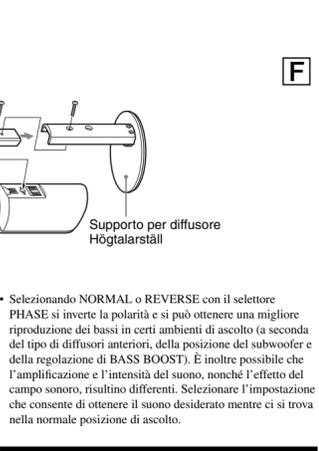 F
Supporto per diffusore
Högtalarställ
• Selezionando NORMAL o REVERSE con il selettore
PHASE si inverte la polarità e si può ottenere una migliore
riproduzione dei bassi in certi ambienti di ascolto (a seconda
del tipo di diffusori anteriori, della posizione del subwoofer e
della regolazione di BASS BOOST). È inoltre possibile che
l'amplificazione e l'intensità del suono, nonché l'effetto del
campo sonoro, risultino differenti. Selezionare l'impostazione
che consente di ottenere il suono desiderato mentre ci si trova
nella normale posizione di ascolto.